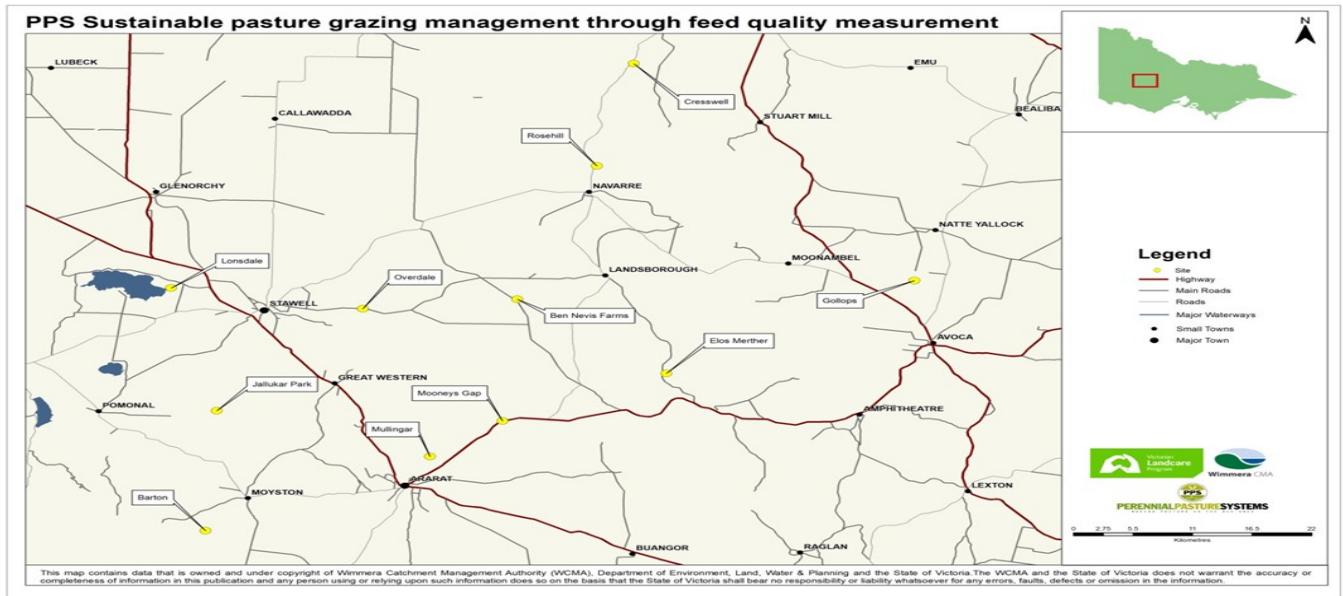 PPS Sustainable pasture grazing management through feed quality measurement
N
LUBECK
EMU
Cresswell
BEALIBA
CALLAWADDA
STUART MILL
Rosehill
GLENORCHY
NAVARRE
NATTE YALLOCK
Lonsdale
Overdale
LANDSBOROUGH
MOONAMBEL
STAWELL
Ben Nevis Farms
Gollops
Elos Merther
AVOCA
GREAT WESTERN
Jallukar Park
Mooneys Gap
POMONAL
AMPHITHEATRE
Mullingar
ARARAT
Barton
MOYSTON
LEXTON
BUANGOR
RAGLAN
Legend
Site
Highway
Main Roads
Roads
Major Waterways
Small Towns
Major Town
Victorian
Landcare
Program
Wimmera CMA
PPS
PERENNIALPASTURESYSTEMS
0 2.75 5.5 11 16.5 22
Kilometres
This map contains data that is owned and under copyright of Wimmera Catchment Management Authority (WCMA), Department of Environment, Land, Water & Planning and the State of Victoria.The WCMA and the State of Victoria does not warrant the accuracy or
completeness of information in this publication and any person using or relying upon such information does so on the basis that the State of Victoria shall bear no responsibility or liability whatsoever for any errors, faults, defects or omission in the information.